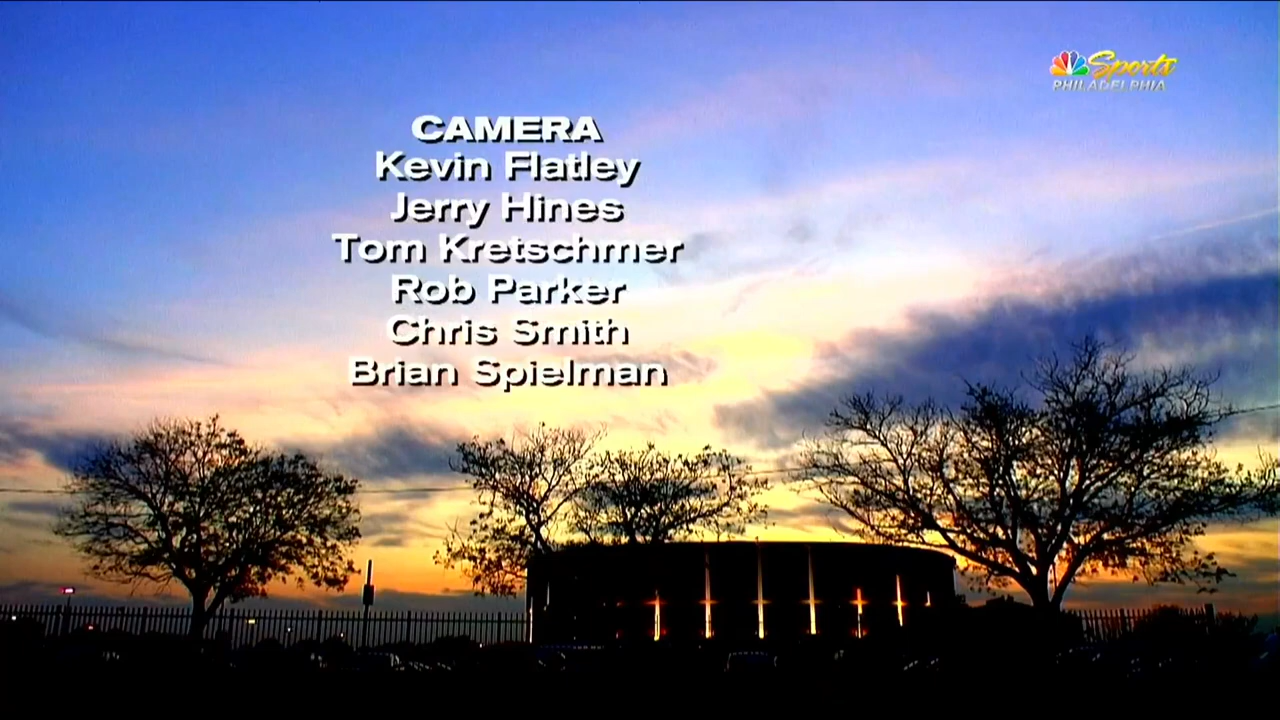 Sports
PHILADELPHIA
CAMERA
Kevin Flatley
Jerry Hines
Tom Kretschmer
Rob Parker
Chris Smith
Brian Spielman